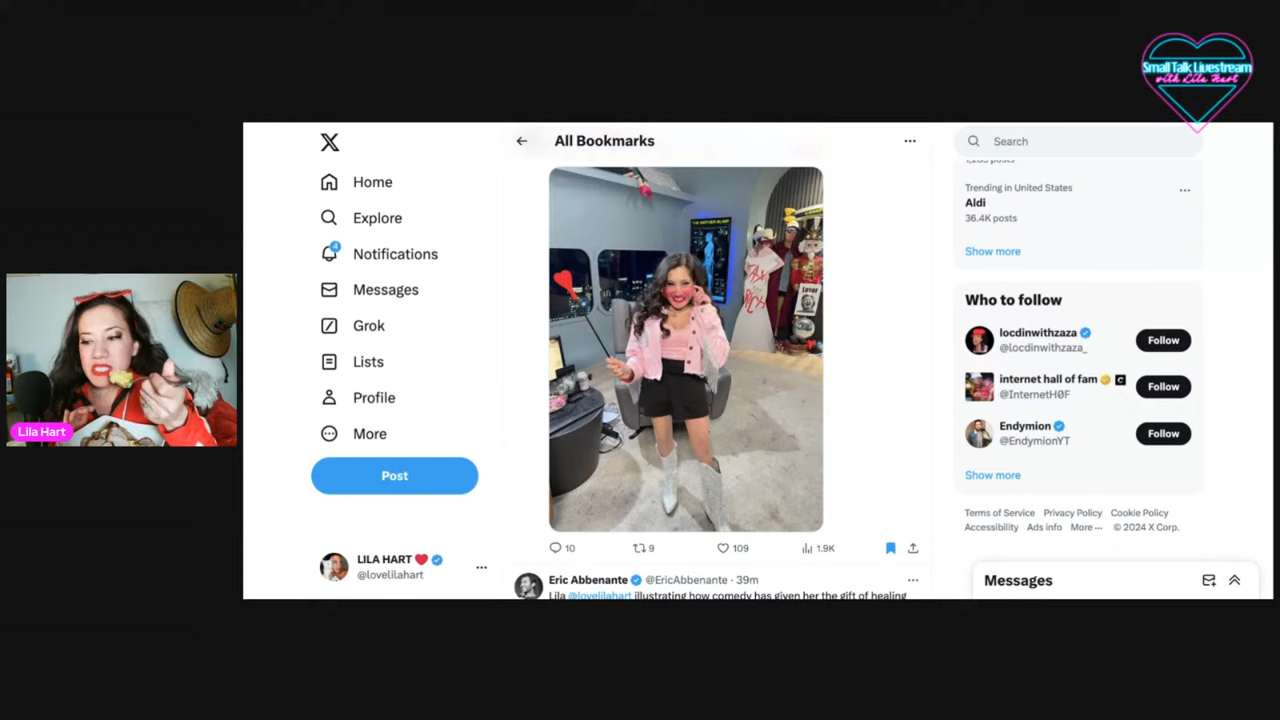 Small Talk Livestream
with Lila Hart
Lila Hart
X
Home
Explore
4
Notifications
Messages
Grok
Lists
Profile
More
Post
LILA HART
@lovelilahart
All Bookmarks
TAX
RICH
Loser
10
9
109
1.9K
Eric Abbenante @EricAbbenante · 39m
Lila @lovelilahart illustrating how comedy has given her the gift of healing
Search
Trending in United States
Aldi
36.4K posts
Show more
Who to follow
locdinwithzaza
@locdinwithzaza_
Follow
internet hall of fam
@InternetH0F
Follow
Endymion
@EndymionYT
Follow
Show more
Terms of Service Privacy Policy Cookie Policy
Accessibility Ads info More ... © 2024 X Corp.
Messages